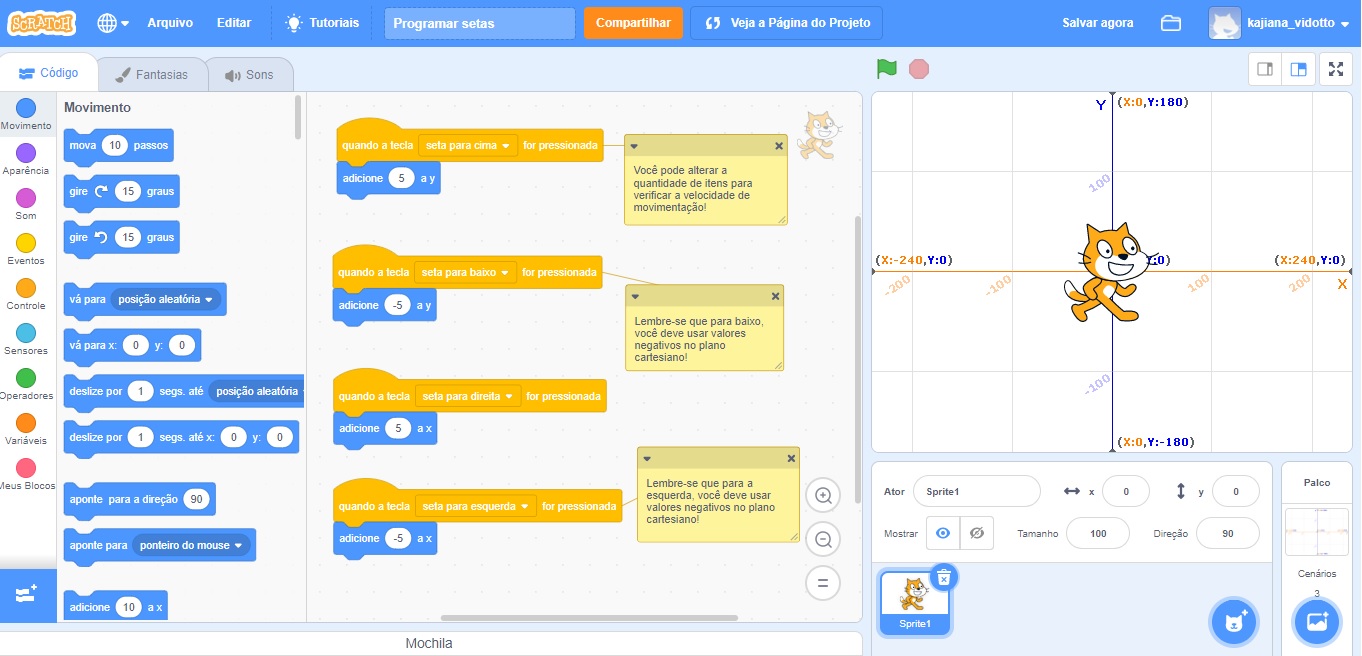 SCRATCH
Arquivo
Editar
Tutoriais
Programar setas
Compartilhar
Veja a Página do Projeto
Salvar agora
kajiana_vidotto
Código
Fantasias
Sons
Movimento
Aparência
Som
Eventos
Controle
Sensores
Operadores
Variáveis
Meus Blocos
Movimento
mova 10 passos
gire 15 graus
gire 15 graus
vá para posição aleatória
vá para x: 0 y: 0
deslize por 1 segs. até posição aleatória
deslize por 1 segs. até x: 0 y: 0
aponte para a direção 90
aponte para ponteiro do mouse
adicione 10 a x
quando a tecla seta para cima for pressionada
adicione 5 a y
Você pode alterar a
quantidade de itens para
verificar a velocidade de
movimentação!
quando a tecla seta para baixo for pressionada
adicione -5 a y
Lembre-se que para baixo,
você deve usar valores
negativos no plano
cartesiano!
quando a tecla seta para direita for pressionada
adicione 5 a x
quando a tecla seta para esquerda for pressionada
adicione -5 a x
Lembre-se que para a
esquerda, você deve usar
valores negativos no plano
cartesiano!
Mochila
Y (X:0,Y:180)
100
(X:-240,Y:0)
:0)
(X:240,Y:0)
-200
-100
100
200
X
-100
(X:0,Y:-180)
Ator Sprite1 x 0 y 0
Mostrar Tamanho 100 Direção 90
Sprite1
Palco
Cenários
3